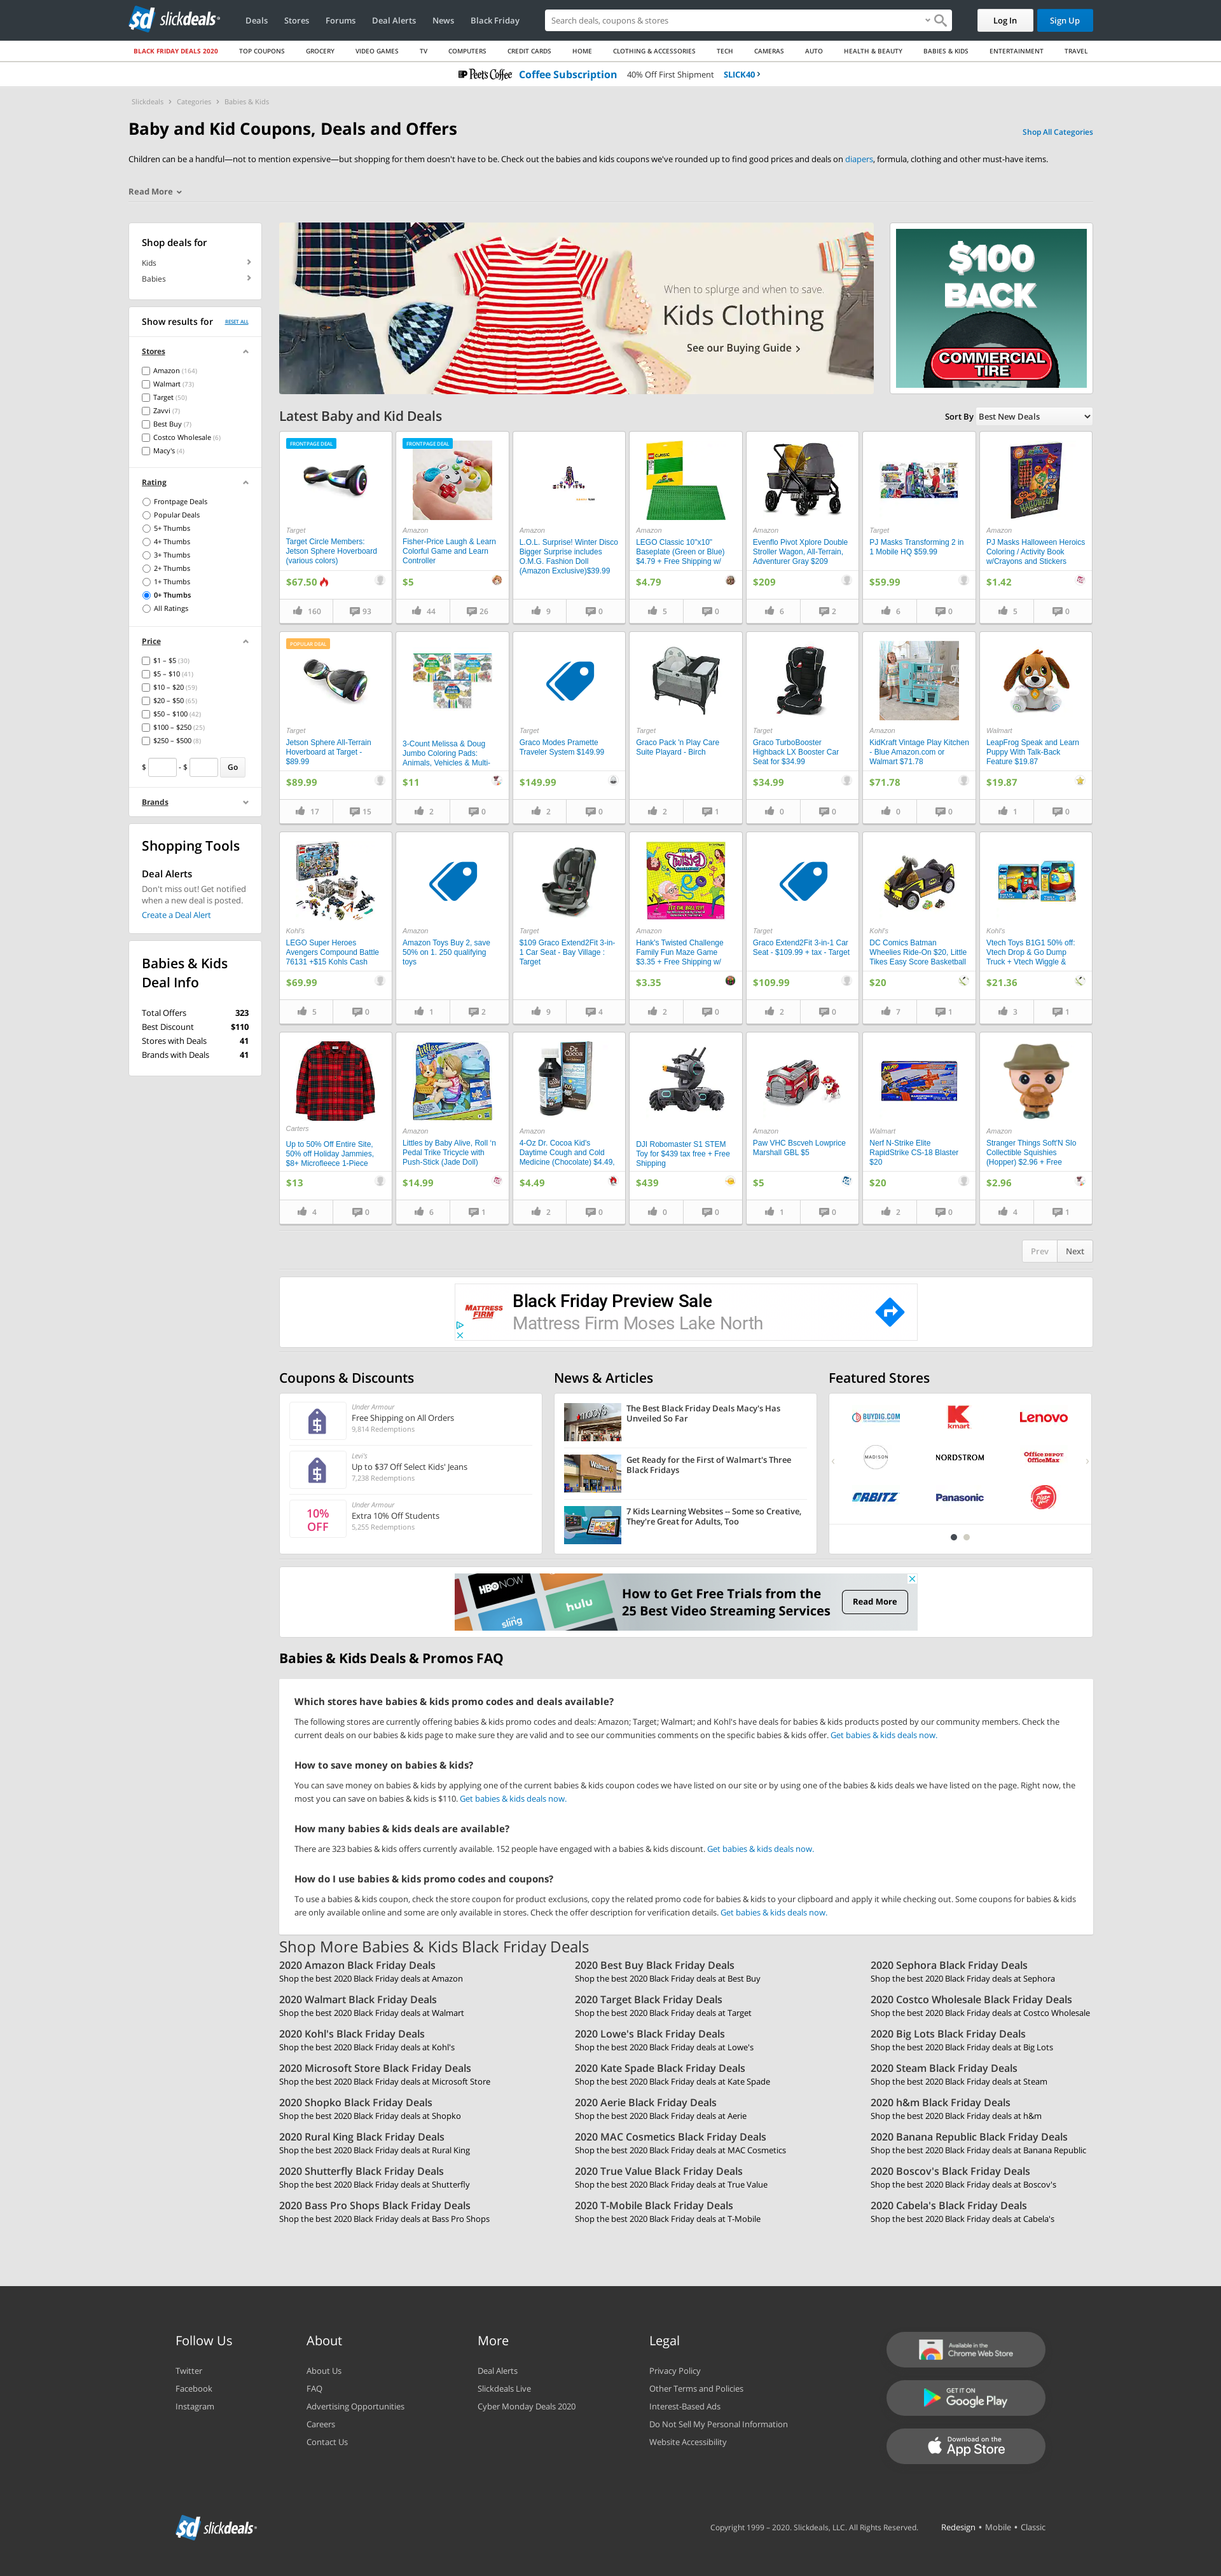 slickdeals
Deals
Stores
Forums
Deal Alerts
News
Black Friday
Search deals, coupons & stores
Log In
Sign Up
BLACK FRIDAY DEALS 2020
TOP COUPONS
GROCERY
VIDEO GAMES
TV
COMPUTERS
CREDIT CARDS
HOME
CLOTHING & ACCESSORIES
TECH
CAMERAS
AUTO
HEALTH & BEAUTY
BABIES & KIDS
ENTERTAINMENT
TRAVEL
Peet's Coffee Coffee Subscription 40% Off First Shipment SLICK40
Slickdeals › Categories › Babies & Kids
Baby and Kid Coupons, Deals and Offers
Shop All Categories
Children can be a handful—not to mention expensive—but shopping for them doesn't have to be. Check out the babies and kids coupons we've rounded up to find good prices and deals on diapers, formula, clothing and other must-have items.
Read More
Shop deals for
Kids
Babies
Show results for
RESET ALL
Stores
Amazon (164)
Walmart (73)
Target (50)
Zavvi (7)
Best Buy (7)
Costco Wholesale (6)
Macy's (4)
Rating
Frontpage Deals
Popular Deals
5+ Thumbs
4+ Thumbs
3+ Thumbs
2+ Thumbs
1+ Thumbs
0+ Thumbs
All Ratings
Price
$1 – $5 (30)
$5 – $10 (41)
$10 – $20 (59)
$20 – $50 (65)
$50 – $100 (42)
$100 – $250 (25)
$250 – $500 (8)
$ - $ Go
Brands
Shopping Tools
Deal Alerts
Don't miss out! Get notified
when a new deal is posted.
Create a Deal Alert
Babies & Kids
Deal Info
Total Offers 323
Best Discount $110
Stores with Deals 41
Brands with Deals 41
When to splurge and when to save.
Kids Clothing
See our Buying Guide
$100
BACK
COMMERCIAL
TIRE
Latest Baby and Kid Deals
Sort By Best New Deals
FRONTPAGE DEAL
Target
Target Circle Members:
Jetson Sphere Hoverboard
(various colors)
$67.50
160 93
FRONTPAGE DEAL
Amazon
Fisher-Price Laugh & Learn
Colorful Game and Learn
Controller
$5
44 26
Amazon
L.O.L. Surprise! Winter Disco
Bigger Surprise includes
O.M.G. Fashion Doll
(Amazon Exclusive)$39.99
9 0
Amazon
LEGO Classic 10"x10"
Baseplate (Green or Blue)
$4.79 + Free Shipping w/
$4.79
5 0
Amazon
Evenflo Pivot Xplore Double
Stroller Wagon, All-Terrain,
Adventurer Gray $209
$209
6 2
Target
PJ Masks Transforming 2 in
1 Mobile HQ $59.99
$59.99
6 0
Amazon
PJ Masks Halloween Heroics
Coloring / Activity Book
w/Crayons and Stickers
$1.42
5 0
POPULAR DEAL
Target
Jetson Sphere All-Terrain
Hoverboard at Target -
$89.99
$89.99
17 15
3-Count Melissa & Doug
Jumbo Coloring Pads:
Animals, Vehicles & Multi-
$11
2 0
Target
Graco Modes Pramette
Traveler System $149.99
$149.99
2 0
Target
Graco Pack 'n Play Care
Suite Playard - Birch
2 1
Target
Graco TurboBooster
Highback LX Booster Car
Seat for $34.99
$34.99
0 0
Amazon
KidKraft Vintage Play Kitchen
- Blue Amazon.com or
Walmart $71.78
$71.78
0 0
Walmart
LeapFrog Speak and Learn
Puppy With Talk-Back
Feature $19.87
$19.87
1 0
Kohl's
LEGO Super Heroes
Avengers Compound Battle
76131 +$15 Kohls Cash
$69.99
5 0
Amazon
Amazon Toys Buy 2, save
50% on 1. 250 qualifying
toys
1 2
Target
$109 Graco Extend2Fit 3-in-
1 Car Seat - Bay Village :
Target
9 4
Amazon
Hank's Twisted Challenge
Family Fun Maze Game
$3.35 + Free Shipping w/
$3.35
2 0
Target
Graco Extend2Fit 3-in-1 Car
Seat - $109.99 + tax - Target
$109.99
2 0
Kohl's
DC Comics Batman
Wheelies Ride-On $20, Little
Tikes Easy Score Basketball
$20
7 1
Kohl's
Vtech Toys B1G1 50% off:
Vtech Drop & Go Dump
Truck + Vtech Wiggle &
$21.36
3 1
Carters
Up to 50% Off Entire Site,
50% off Holiday Jammies,
$8+ Microfleece 1-Piece
$13
4 0
Amazon
Littles by Baby Alive, Roll 'n
Pedal Trike Tricycle with
Push-Stick (Jade Doll)
$14.99
6 1
Amazon
4-Oz Dr. Cocoa Kid's
Daytime Cough and Cold
Medicine (Chocolate) $4.49,
$4.49
2 0
DJI Robomaster S1 STEM
Toy for $439 tax free + Free
Shipping
$439
0 0
Amazon
Paw VHC Bscveh Lowprice
Marshall GBL $5
$5
1 0
Walmart
Nerf N-Strike Elite
RapidStrike CS-18 Blaster
$20
$20
2 0
Amazon
Stranger Things Soft'N Slo
Collectible Squishies
(Hopper) $2.96 + Free
$2.96
4 1
Prev Next
MATTRESS FIRM
Black Friday Preview Sale
Mattress Firm Moses Lake North
Coupons & Discounts
Under Armour
Free Shipping on All Orders
9,814 Redemptions
Levi's
Up to $37 Off Select Kids' Jeans
7,238 Redemptions
10%
OFF
Under Armour
Extra 10% Off Students
5,255 Redemptions
News & Articles
The Best Black Friday Deals Macy's Has
Unveiled So Far
Get Ready for the First of Walmart's Three
Black Fridays
7 Kids Learning Websites -- Some so Creative,
They're Great for Adults, Too
Featured Stores
BUYDIG.COM
kmart
Lenovo
MADISON
NORDSTROM
Office DEPOT
OfficeMax
ORBITZ
Panasonic
Pizza Hut
HBO NOW
hulu
sling
How to Get Free Trials from the
25 Best Video Streaming Services
Read More
Babies & Kids Deals & Promos FAQ
Which stores have babies & kids promo codes and deals available?
The following stores are currently offering babies & kids promo codes and deals: Amazon; Target; Walmart; and Kohl's have deals for babies & kids products posted by our community members. Check the
current deals on our babies & kids page to make sure they are valid and to see our communities comments on the specific babies & kids offer. Get babies & kids deals now.
How to save money on babies & kids?
You can save money on babies & kids by applying one of the current babies & kids coupon codes we have listed on our site or by using one of the babies & kids deals we have listed on the page. Right now, the
most you can save on babies & kids is $110. Get babies & kids deals now.
How many babies & kids deals are available?
There are 323 babies & kids offers currently available. 152 people have engaged with a babies & kids discount. Get babies & kids deals now.
How do I use babies & kids promo codes and coupons?
To use a babies & kids coupon, check the store coupon for product exclusions, copy the related promo code for babies & kids to your clipboard and apply it while checking out. Some coupons for babies & kids
are only available online and some are only available in stores. Check the offer description for verification details. Get babies & kids deals now.
Shop More Babies & Kids Black Friday Deals
2020 Amazon Black Friday Deals
Shop the best 2020 Black Friday deals at Amazon
2020 Best Buy Black Friday Deals
Shop the best 2020 Black Friday deals at Best Buy
2020 Sephora Black Friday Deals
Shop the best 2020 Black Friday deals at Sephora
2020 Walmart Black Friday Deals
Shop the best 2020 Black Friday deals at Walmart
2020 Target Black Friday Deals
Shop the best 2020 Black Friday deals at Target
2020 Costco Wholesale Black Friday Deals
Shop the best 2020 Black Friday deals at Costco Wholesale
2020 Kohl's Black Friday Deals
Shop the best 2020 Black Friday deals at Kohl's
2020 Lowe's Black Friday Deals
Shop the best 2020 Black Friday deals at Lowe's
2020 Big Lots Black Friday Deals
Shop the best 2020 Black Friday deals at Big Lots
2020 Microsoft Store Black Friday Deals
Shop the best 2020 Black Friday deals at Microsoft Store
2020 Kate Spade Black Friday Deals
Shop the best 2020 Black Friday deals at Kate Spade
2020 Steam Black Friday Deals
Shop the best 2020 Black Friday deals at Steam
2020 Shopko Black Friday Deals
Shop the best 2020 Black Friday deals at Shopko
2020 Aerie Black Friday Deals
Shop the best 2020 Black Friday deals at Aerie
2020 h&m Black Friday Deals
Shop the best 2020 Black Friday deals at h&m
2020 Rural King Black Friday Deals
Shop the best 2020 Black Friday deals at Rural King
2020 MAC Cosmetics Black Friday Deals
Shop the best 2020 Black Friday deals at MAC Cosmetics
2020 Banana Republic Black Friday Deals
Shop the best 2020 Black Friday deals at Banana Republic
2020 Shutterfly Black Friday Deals
Shop the best 2020 Black Friday deals at Shutterfly
2020 True Value Black Friday Deals
Shop the best 2020 Black Friday deals at True Value
2020 Boscov's Black Friday Deals
Shop the best 2020 Black Friday deals at Boscov's
2020 Bass Pro Shops Black Friday Deals
Shop the best 2020 Black Friday deals at Bass Pro Shops
2020 T-Mobile Black Friday Deals
Shop the best 2020 Black Friday deals at T-Mobile
2020 Cabela's Black Friday Deals
Shop the best 2020 Black Friday deals at Cabela's
Follow Us
Twitter
Facebook
Instagram
About
About Us
FAQ
Advertising Opportunities
Careers
Contact Us
More
Deal Alerts
Slickdeals Live
Cyber Monday Deals 2020
Legal
Privacy Policy
Other Terms and Policies
Interest-Based Ads
Do Not Sell My Personal Information
Website Accessibility
Available in the
Chrome Web Store
GET IT ON
Google Play
Download on the
App Store
slickdeals
Copyright 1999 – 2020. Slickdeals, LLC. All Rights Reserved.
Redesign • Mobile • Classic